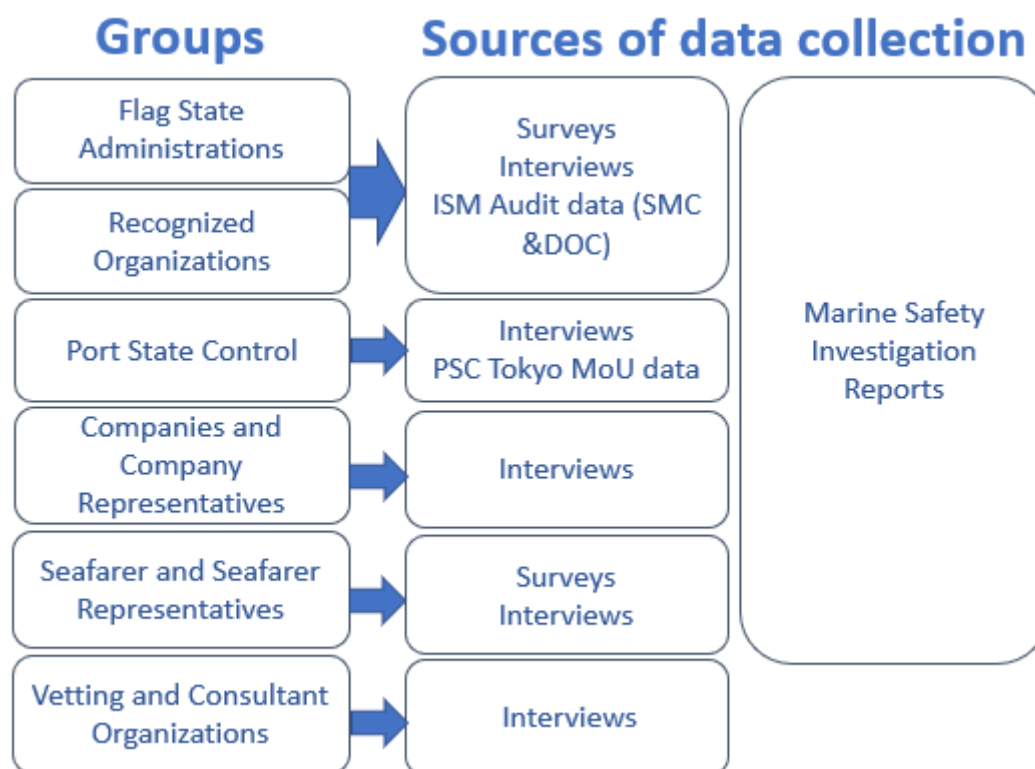 Groups
Sources of data collection
Flag State
Administrations
Recognized
Organizations
Surveys
Interviews
ISM Audit data (SMC
&DOC)
Port State Control
Interviews
PSC Tokyo MoU data
Companies and
Company
Representatives
Interviews
Seafarer and Seafarer
Representatives
Surveys
Interviews
Vetting and Consultant
Organizations
Interviews
Marine Safety
Investigation
Reports